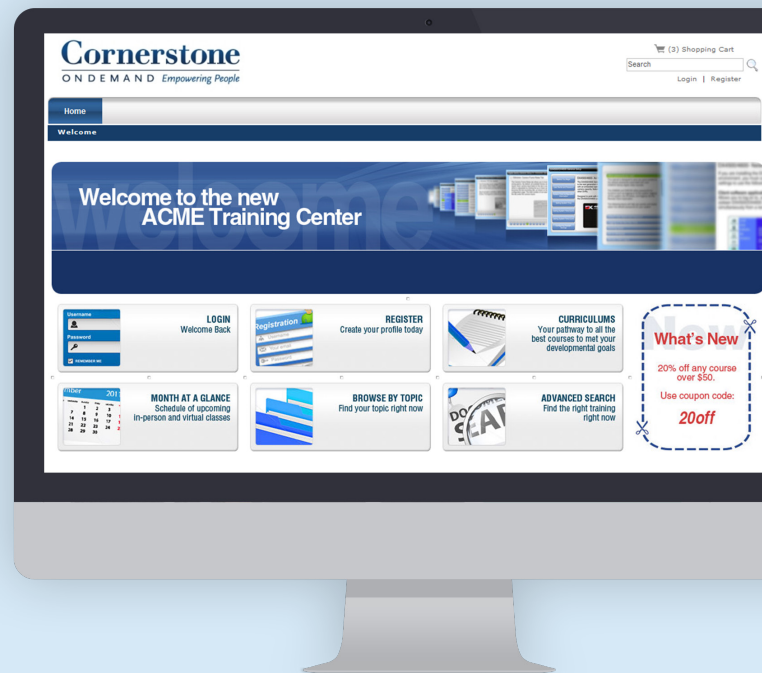 Cornerstone
ONDEMAND Empowering People
(3) Shopping Cart
Search
Login | Register
Home
Welcome
welcome
Welcome to the new
ACME Training Center
Username
Password
REMEMBER ME
LOGIN
Welcome Back
Registration
Username
Your email
Password
REGISTER
Create your profile today
CURRICULUMS
Your pathway to all the
best courses to met your
developmental goals
New
What's New
20% off any course
over $50.
Use coupon code:
20off
MONTH AT A GLANCE
Schedule of upcoming
in-person and virtual classes
BROWSE BY TOPIC
Find your topic right now
ADVANCED SEARCH
Find the right training
right now